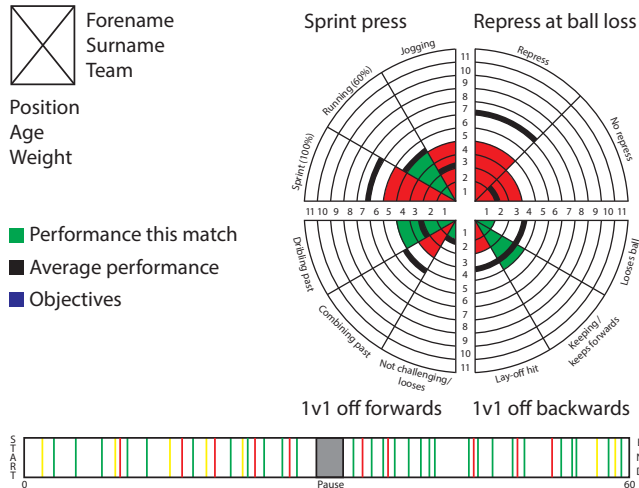 Forename
Surname
Team
Position
Age
Weight
Performance this match
Average performance
Objectives
Sprint press
Repress at ball loss
Jogging
Running (60%)
Sprint (100%)
Repress
No repress
11
10
9
8
7
6
5
4
3
2
1
11 10 9 8 7 6 5 4 3 2 1
1 2 3 4 5 6 7 8 9 10 11
1
2
3
4
5
6
7
8
9
10
11
Dribling past
Combining past
Not challenging/
looses
Looses ball
Keeping/
keeps forwards
Lay-off hit
1v1 off forwards
1v1 off backwards
START
0
Pause
60